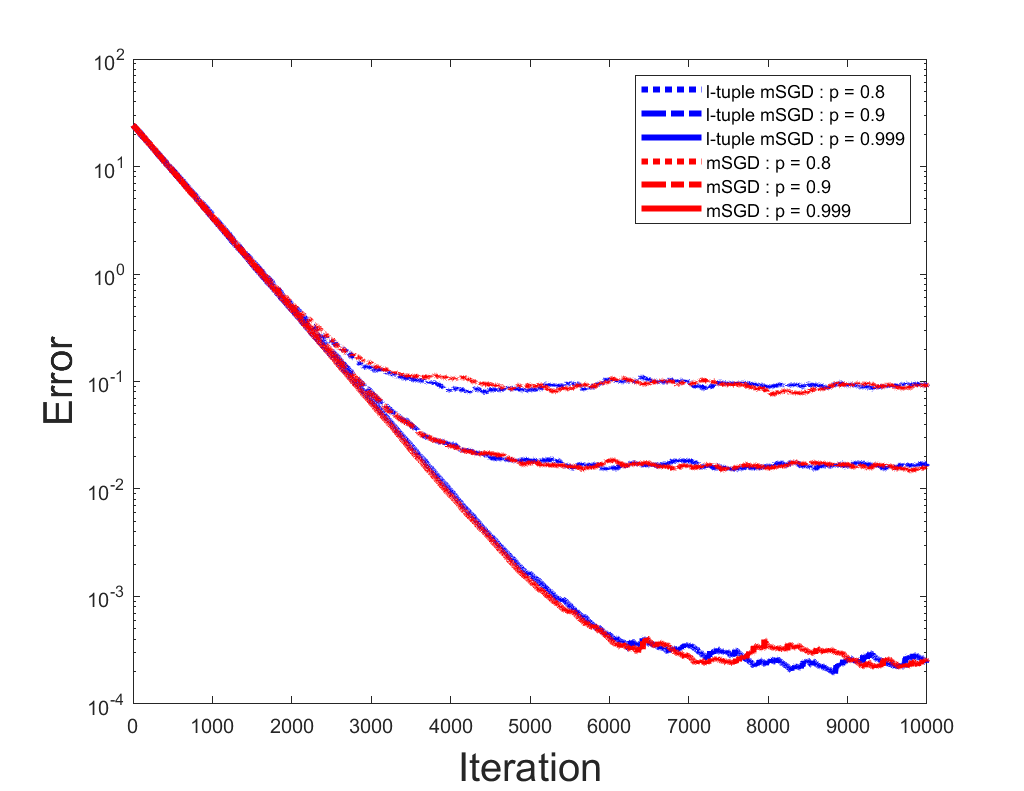 10^2
10^1
10^0
10^-1
10^-2
10^-3
10^-4
Error
l-tuple mSGD : p = 0.8
l-tuple mSGD : p = 0.9
l-tuple mSGD : p = 0.999
mSGD : p = 0.8
mSGD : p = 0.9
mSGD : p = 0.999
0 1000 2000 3000 4000 5000 6000 7000 8000 9000 10000
Iteration